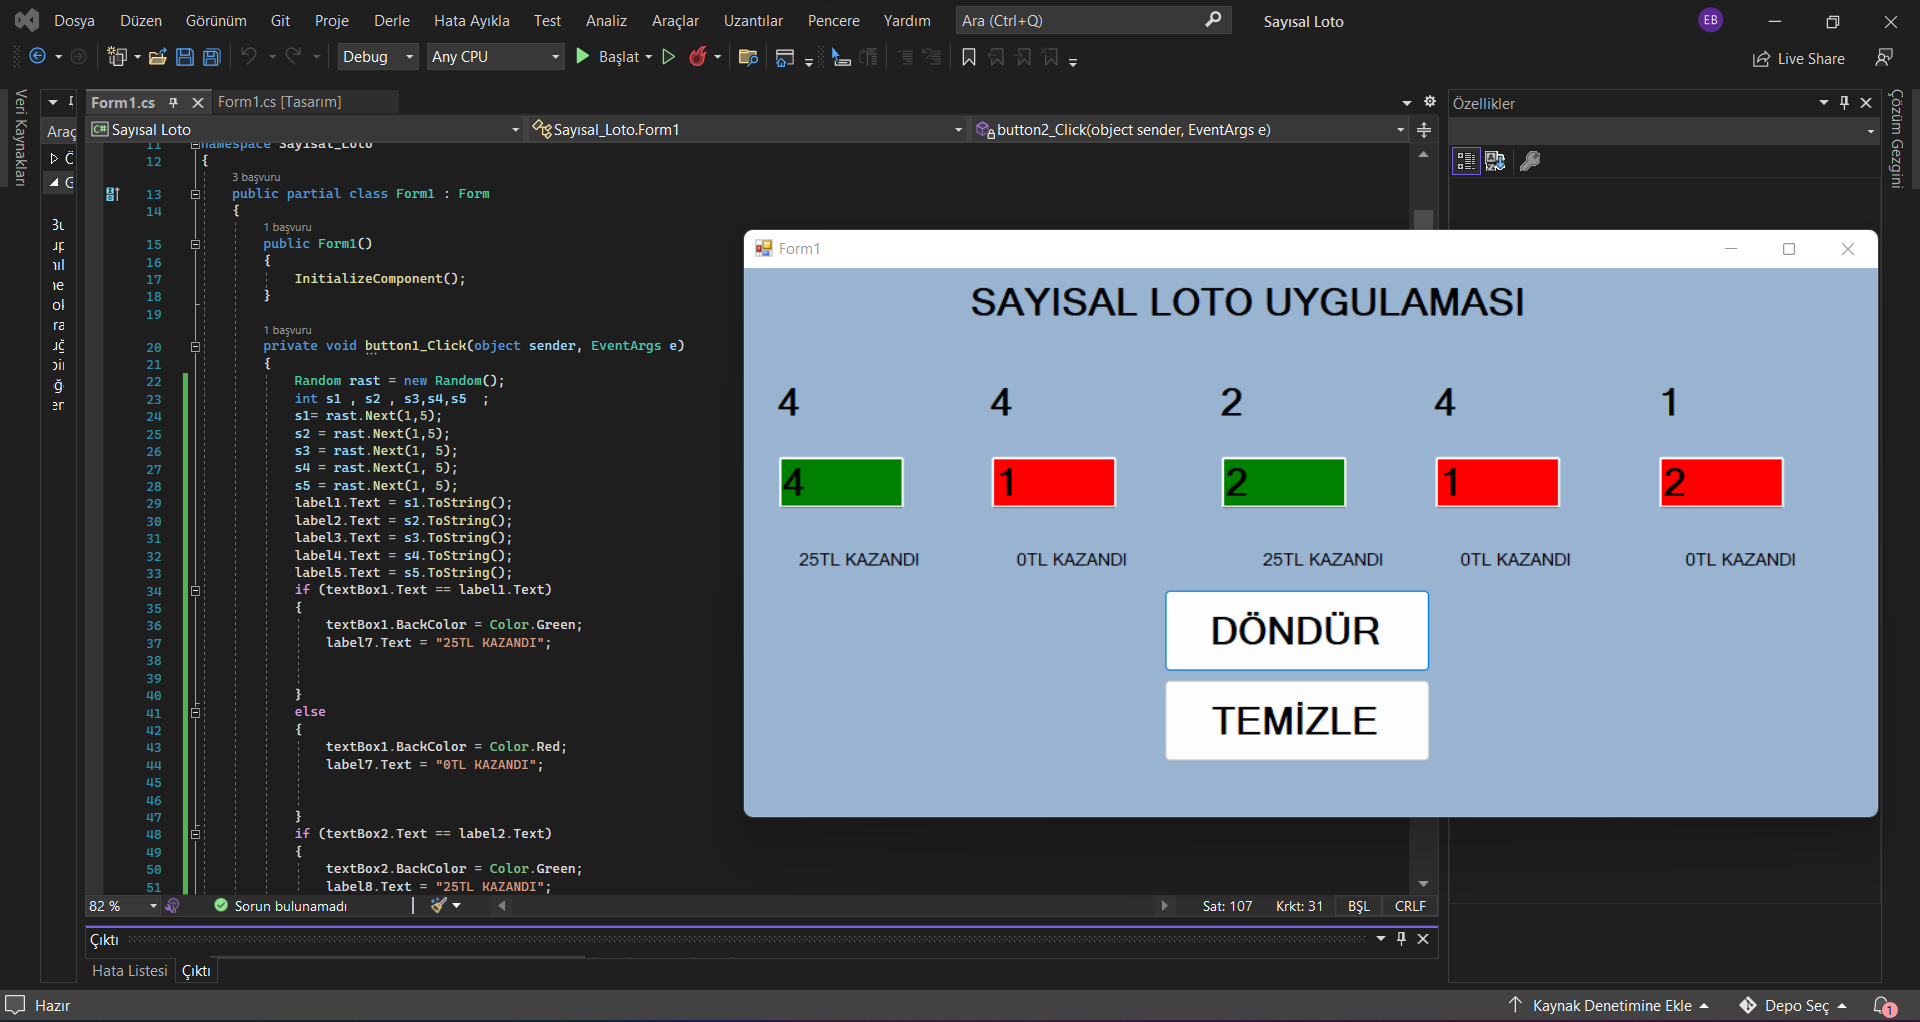 Dosya Düzen Görünüm Git Proje Derle Hata Ayıkla Test Analiz Araçlar Uzantılar Pencere Yardım Ara (Ctrl+Q) Sayısal Loto EB
Debug Any CPU Başlat Live Share
Veri Kaynakları
Form1.cs Form1.cs [Tasarım]
Özellikler
Çözüm Gezgini
Araç
Sayısal Loto Sayısal_Loto.Form1 button2_Click(object sender, EventArgs e)
11 namespace Sayısal_Loto
12 {
3 başvuru
13 public partial class Form1 : Form
14 {
1 başvuru
15 public Form1()
16 {
17 InitializeComponent();
18 }
19
1 başvuru
20 private void button1_Click(object sender, EventArgs e)
21 {
22 Random rast = new Random();
23 int s1 , s2 , s3,s4,s5 ;
24 s1= rast.Next(1,5);
25 s2 = rast.Next(1,5);
26 s3 = rast.Next(1, 5);
27 s4 = rast.Next(1, 5);
28 s5 = rast.Next(1, 5);
29 label1.Text = s1.ToString();
30 label2.Text = s2.ToString();
31 label3.Text = s3.ToString();
32 label4.Text = s4.ToString();
33 label5.Text = s5.ToString();
34 if (textBox1.Text == label1.Text)
35 {
36 textBox1.BackColor = Color.Green;
37 label7.Text = "25TL KAZANDI";
38
39
40 }
41 else
42 {
43 textBox1.BackColor = Color.Red;
44 label7.Text = "0TL KAZANDI";
45
46
47 }
48 if (textBox2.Text == label2.Text)
49 {
50 textBox2.BackColor = Color.Green;
51 label8.Text = "25TL KAZANDI";
Form1
SAYISAL LOTO UYGULAMASI
4 4 2 4 1
4 1 2 1 2
25TL KAZANDI 0TL KAZANDI 25TL KAZANDI 0TL KAZANDI 0TL KAZANDI
DÖNDÜR
TEMİZLE
82 % Sorun bulunamadı Sat: 107 Krkt: 31 BŞL CRLF
Çıktı
Hata Listesi Çıktı
Hazır Kaynak Denetimine Ekle Depo Seç 1